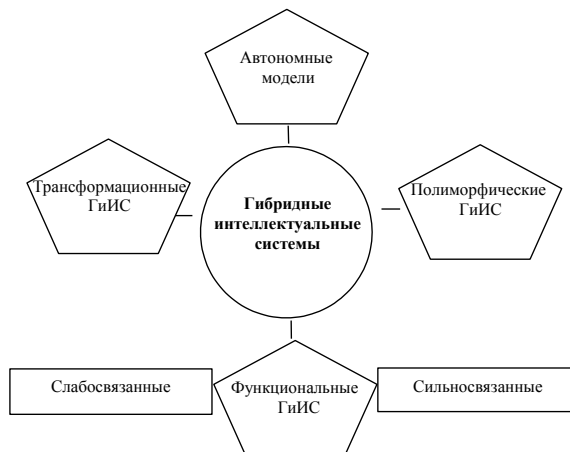 Автономные
модели
Трансформационные
ГиИС
Гибридные
интеллектуальные
системы
Полиморфические
ГиИС
Слабосвязанные
Функциональные
ГиИС
Сильносвязанные